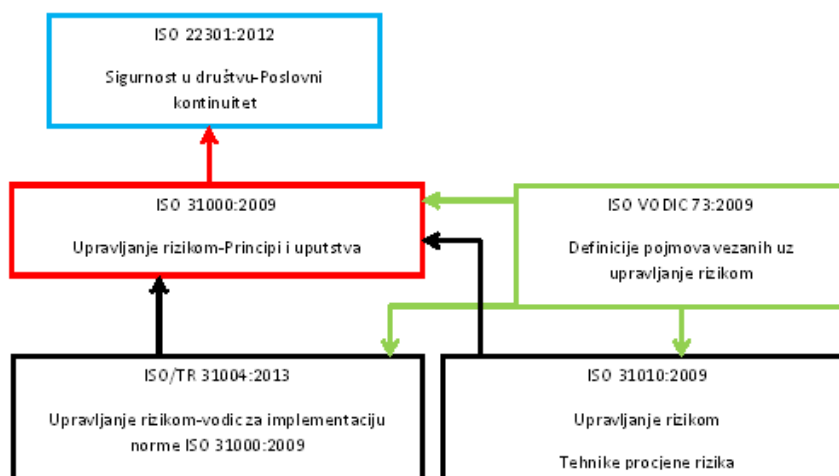 ISO 22301:2012
Sigurnost u društvu-Poslovni
kontinuitet
ISO 31000:2009
Upravljanje rizikom-Principi i uputstva
ISO VODIC 73:2009
Definicije pojmova vezanih uz
upravljanje rizikom
ISO/TR 31004:2013
Upravljanje rizikom-vodic za implementaciju
norme ISO 31000:2009
ISO 31010:2009
Upravljanje rizikom
Tehnike procjene rizika